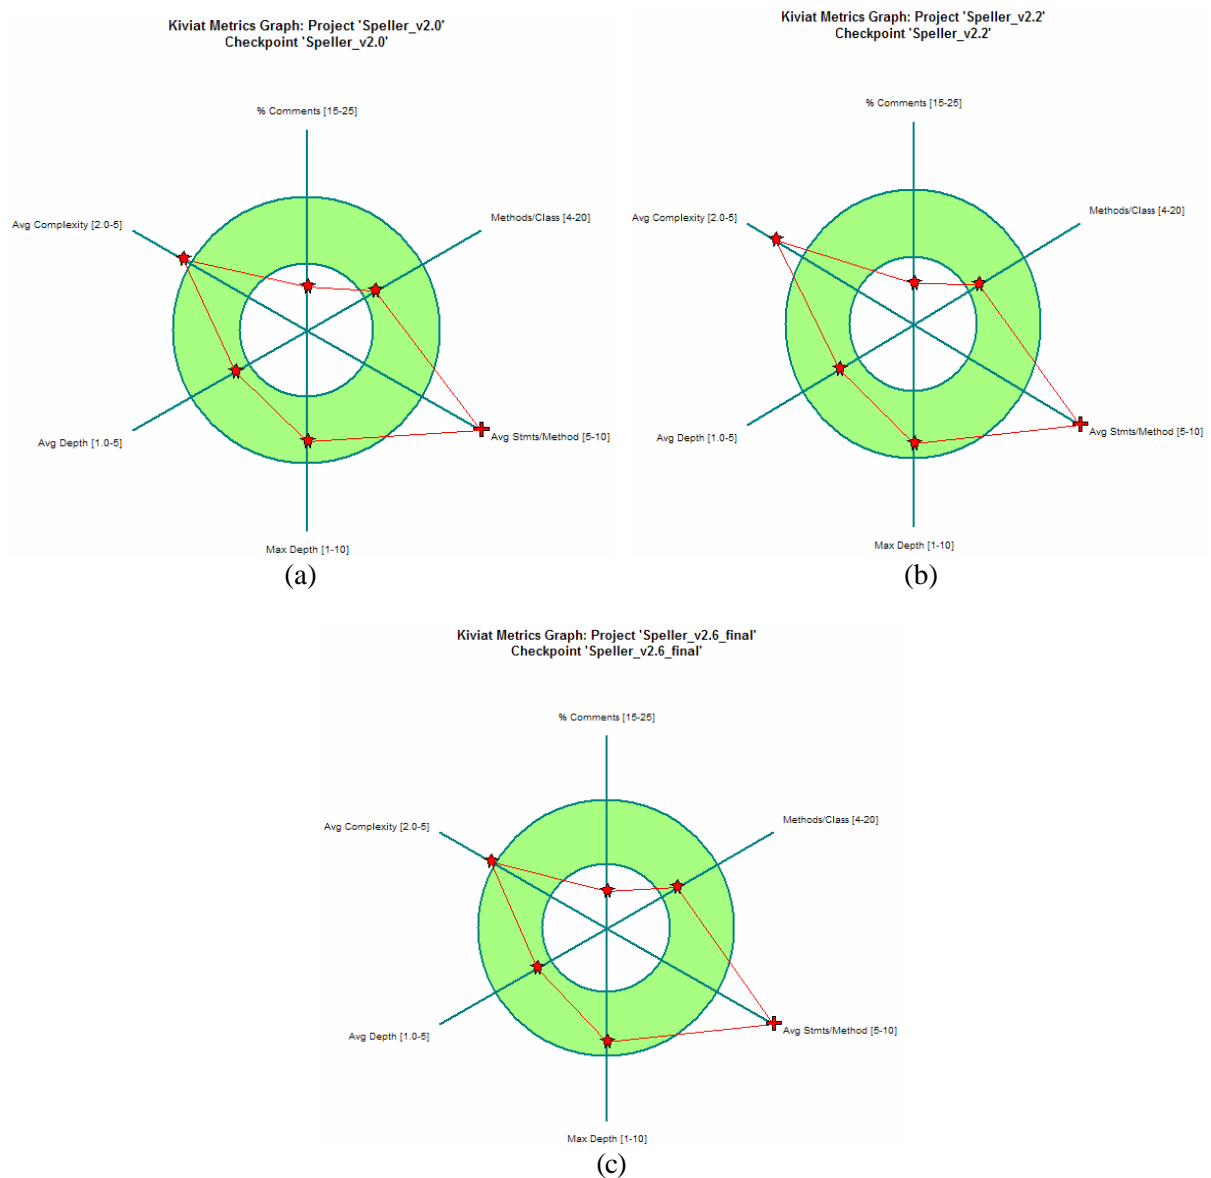 Kiviat Metrics Graph: Project 'Speller_v2.0'
Checkpoint 'Speller_v2.0'
% Comments [15-25]
Methods/Class [4-20]
Avg Complexity [2.0-5]
Avg Stmts/Method [5-10]
Avg Depth [1.0-5]
Max Depth [1-10]
(a)
Kiviat Metrics Graph: Project 'Speller_v2.2'
Checkpoint 'Speller_v2.2'
% Comments [15-25]
Methods/Class [4-20]
Avg Complexity [2.0-5]
Avg Stmts/Method [5-10]
Avg Depth [1.0-5]
Max Depth [1-10]
(b)
Kiviat Metrics Graph: Project 'Speller_v2.6_final'
Checkpoint 'Speller_v2.6_final'
% Comments [15-25]
Methods/Class [4-20]
Avg Complexity [2.0-5]
Avg Stmts/Method [5-10]
Avg Depth [1.0-5]
Max Depth [1-10]
(c)